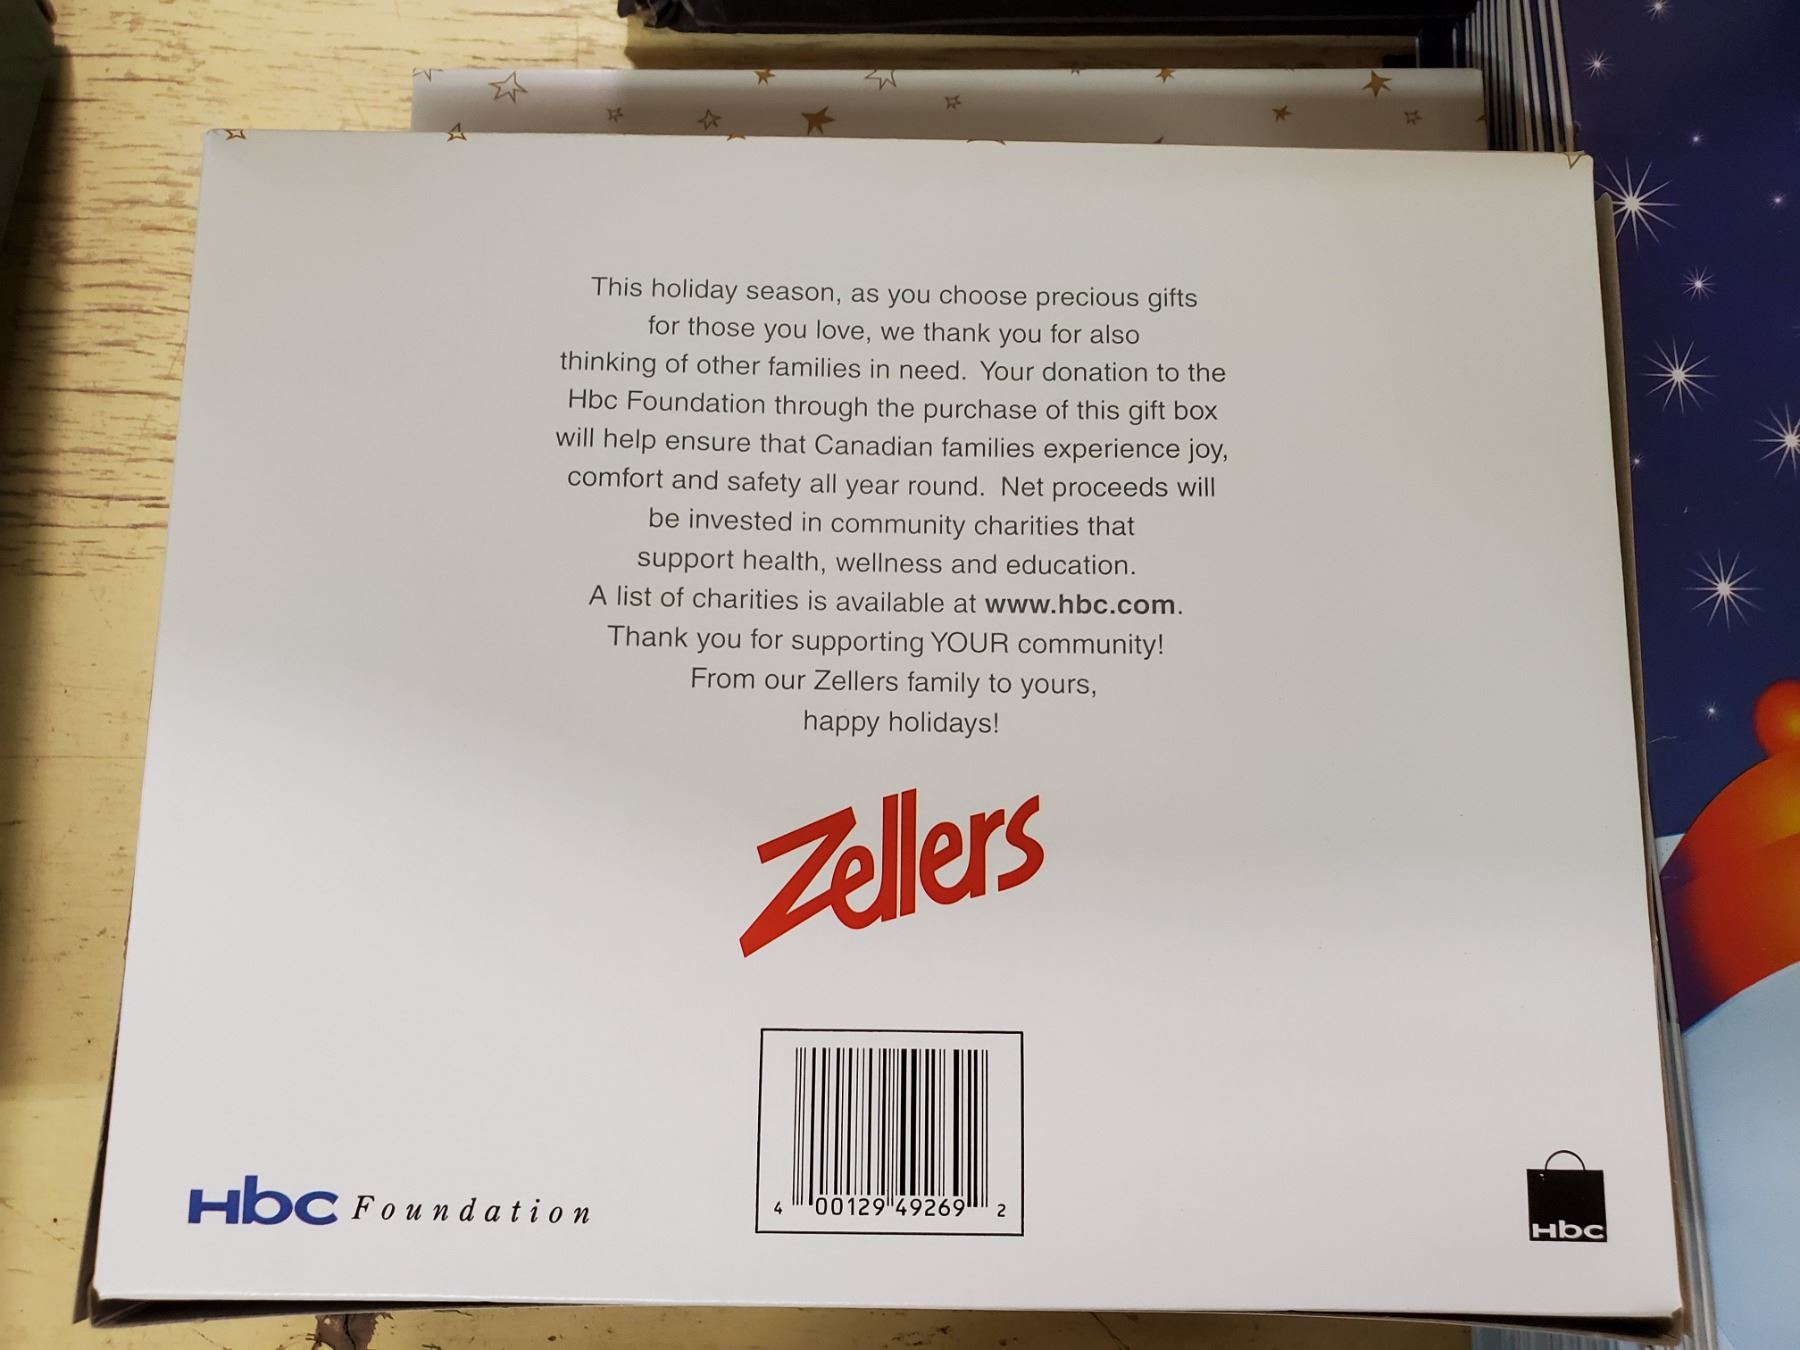 This holiday season, as you choose precious gifts
for those you love, we thank you for also
thinking of other families in need. Your donation to the
Hbc Foundation through the purchase of this gift box
will help ensure that Canadian families experience joy,
comfort and safety all year round. Net proceeds will
be invested in community charities that
support health, wellness and education.
A list of charities is available at www.hbc.com.
Thank you for supporting YOUR community!
From our Zellers family to yours,
happy holidays!
Zellers
4 00129 49269 2
Hbc Foundation
Hbc